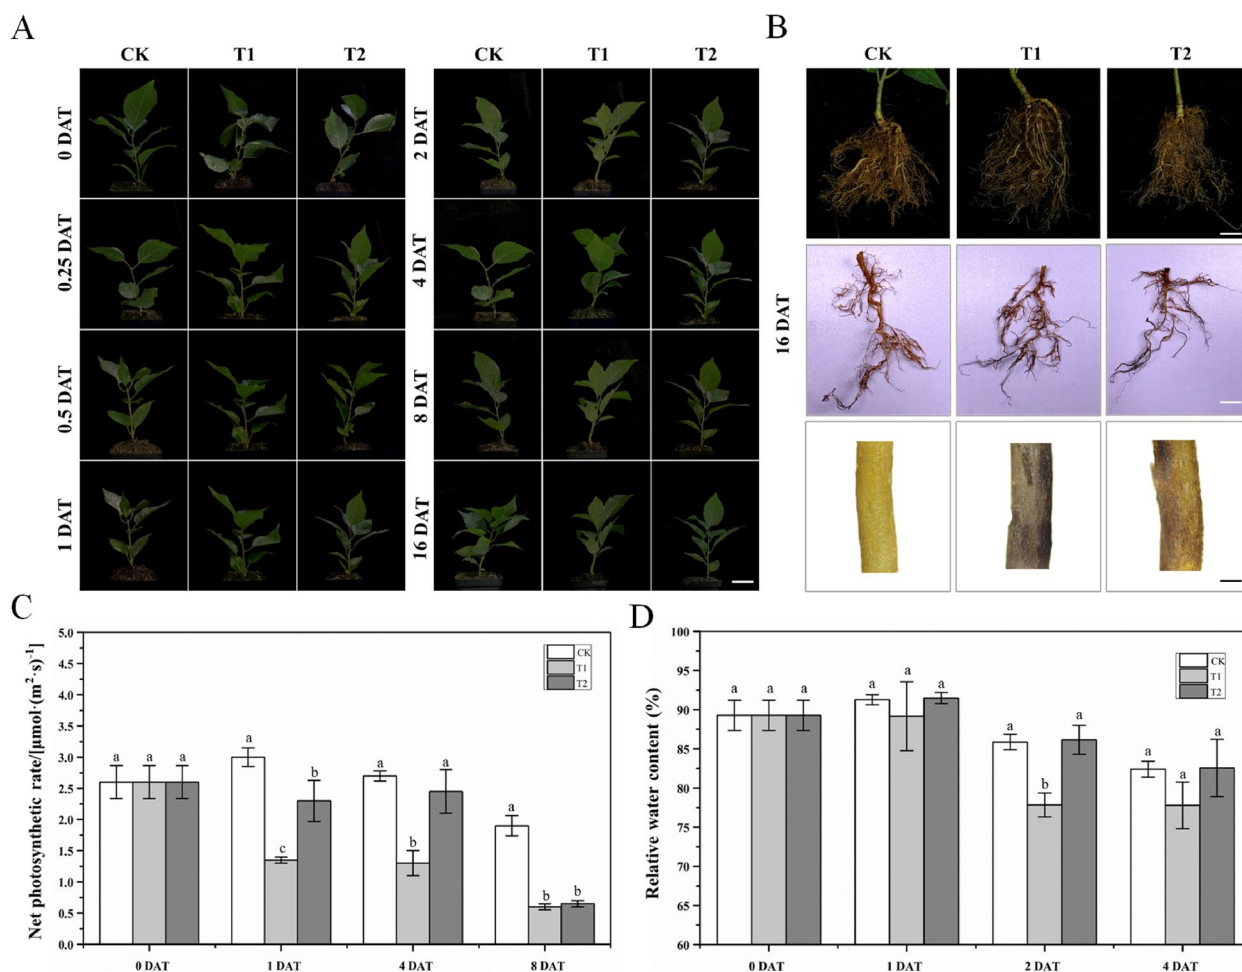 A
CK T1 T2 CK T1 T2
0 DAT 2 DAT
0.25 DAT 4 DAT
0.5 DAT 8 DAT
1 DAT 16 DAT
B
CK T1 T2
16 DAT
C
Net photosynthetic rate/[μmol·(m²·s)⁻¹]
5.0
4.5
4.0
3.5
3.0
2.5
2.0
1.5
1.0
0.5
0.0
CK
T1
T2
a a a
a c b
a b a
a b b
0 DAT 1 DAT 4 DAT 8 DAT
D
Relative water content (%)
100
95
90
85
80
75
70
65
60
CK
T1
T2
a a a
a a a
a b a
a a a
0 DAT 1 DAT 2 DAT 4 DAT